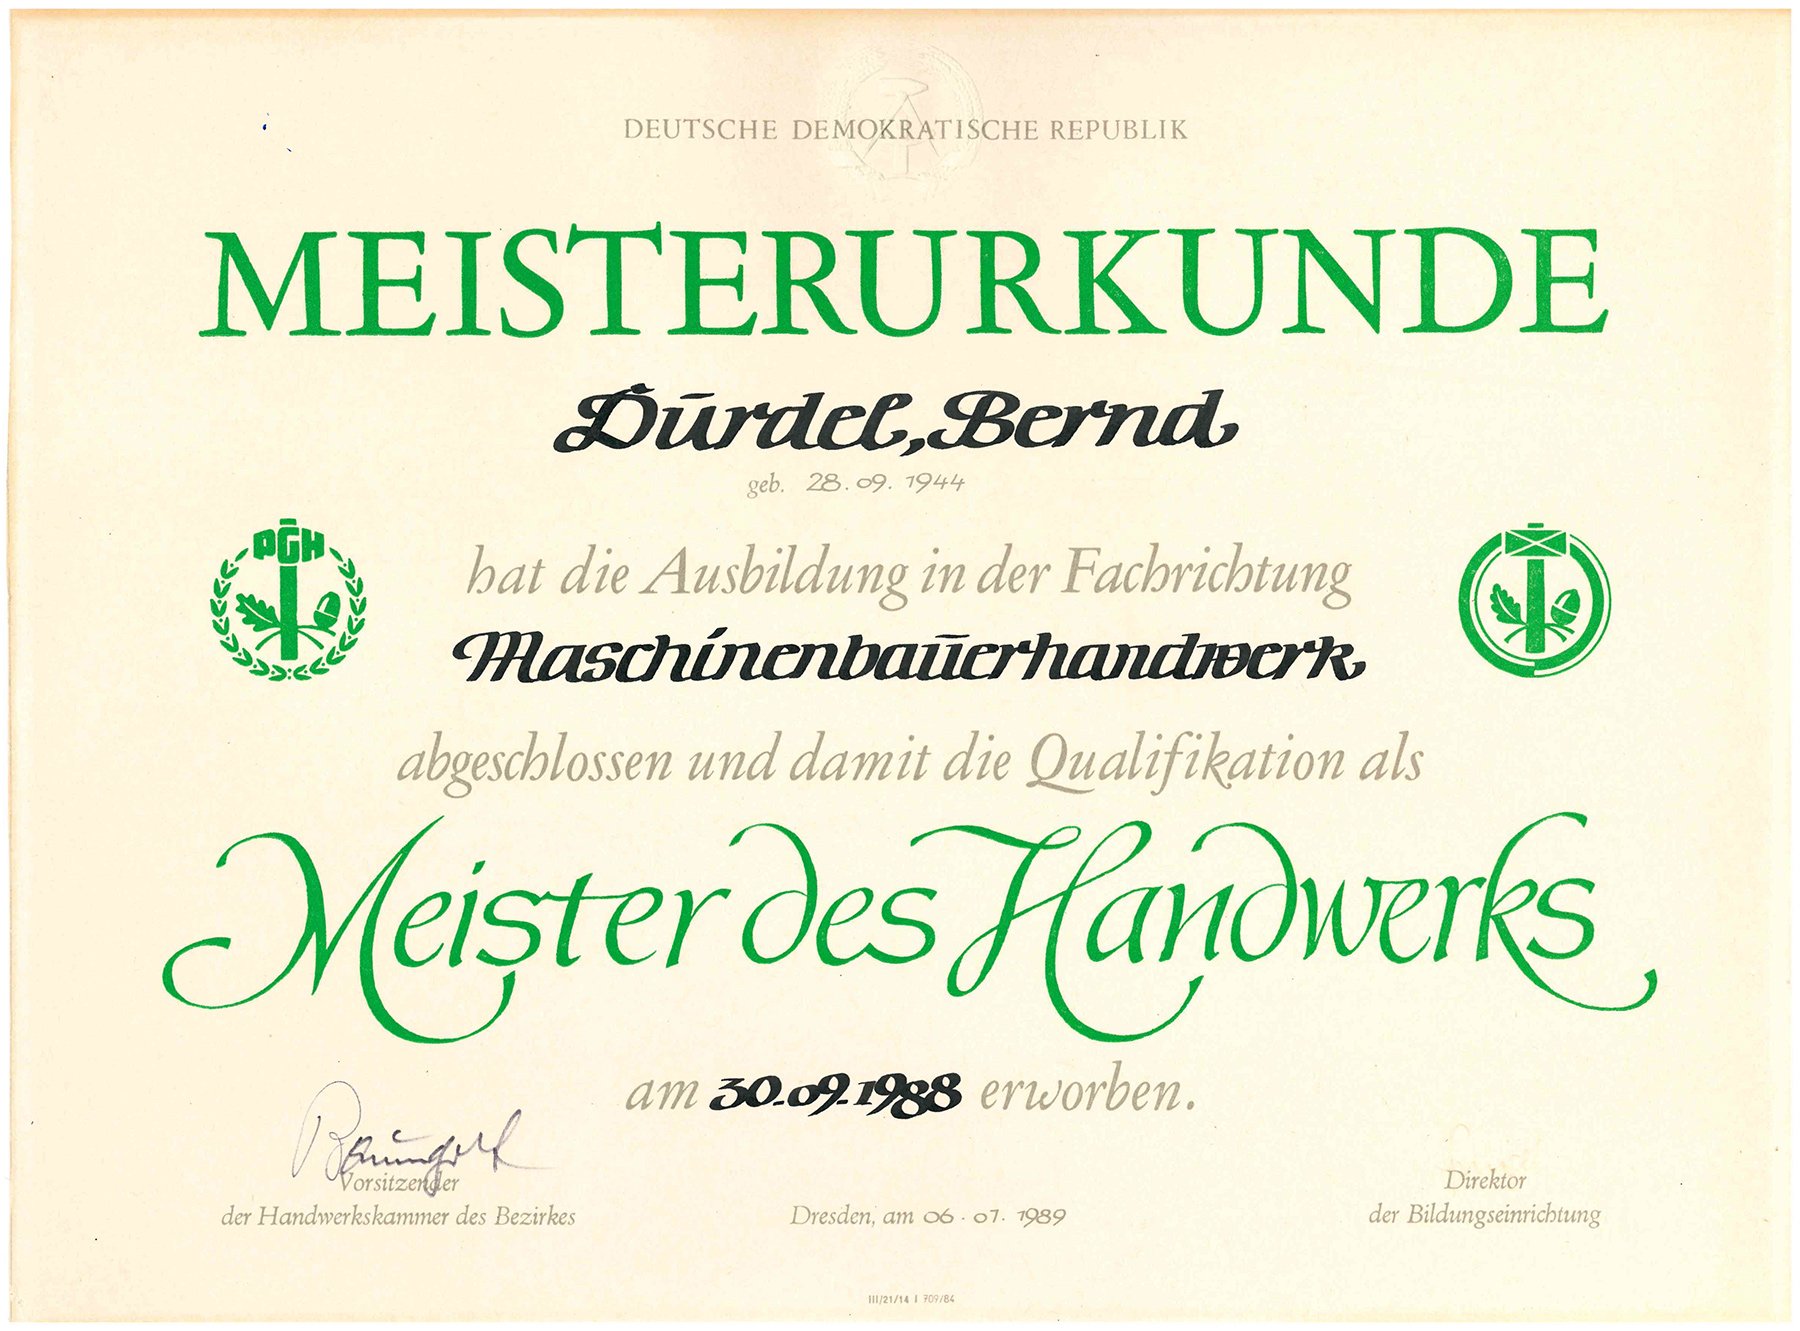 DEUTSCHE DEMOKRATISCHE REPUBLIK
MEISTERURKUNDE
Durdel, Bernd
geb. 28.09.1944
PGH
hat die Ausbildung in der Fachrichtung
Maschinenbauerhandwerk
abgeschlossen und damit die Qualifikation als
Meister des Handwerks
am 30.09.1988 erworben.
Vorsitzender
der Handwerkskammer des Bezirkes
Dresden, am 06.07.1989
Direktor
der Bildungseinrichtung
III/21/14 I 709/84